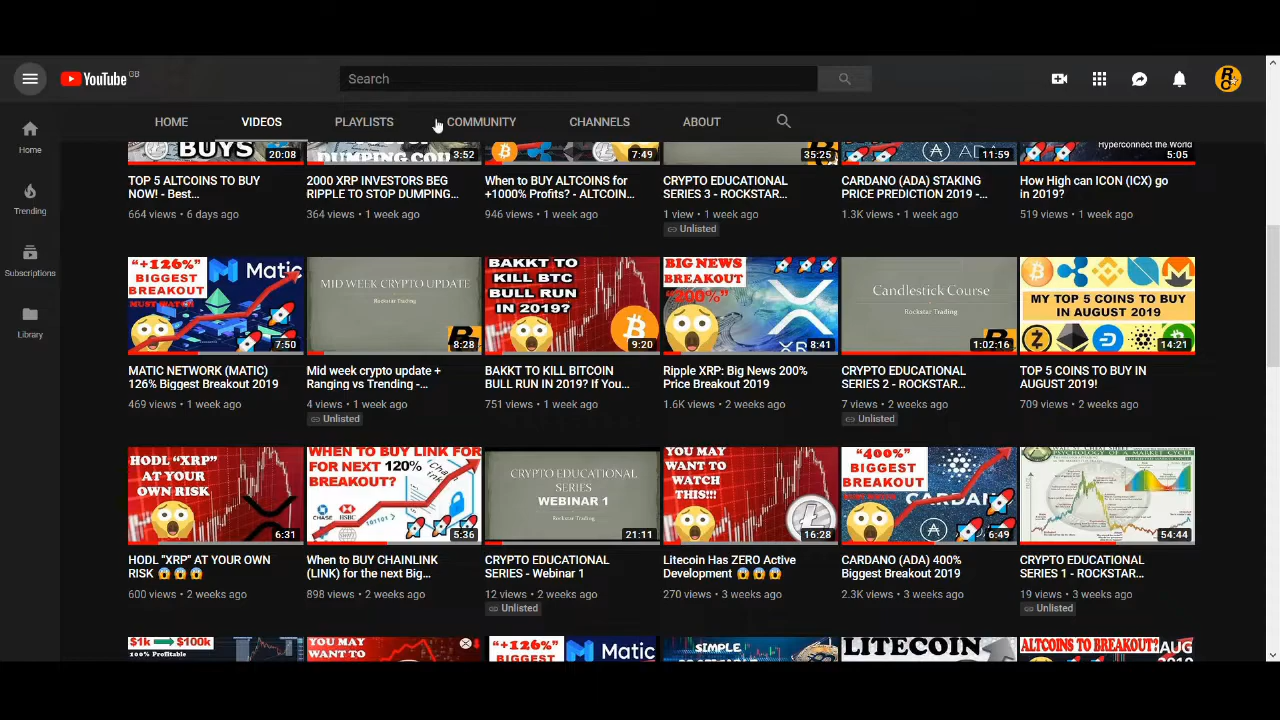 YouTube GB
Search
Home
Trending
Subscriptions
Library
HOME VIDEOS PLAYLISTS COMMUNITY CHANNELS ABOUT
BUYS 20:08
DUMPING COIN 3:52
7:49
35:25
ADA 11:59
Hyperconnect the World
5:05
TOP 5 ALTCOINS TO BUY
NOW! - Best...
664 views • 6 days ago
2000 XRP INVESTORS BEG
RIPPLE TO STOP DUMPING...
364 views • 1 week ago
When to BUY ALTCOINS for
+1000% Profits? - ALTCOIN...
946 views • 1 week ago
CRYPTO EDUCATIONAL
SERIES 3 - ROCKSTAR...
1 view • 1 week ago
Unlisted
CARDANO (ADA) STAKING
PRICE PREDICTION 2019 -...
1.3K views • 1 week ago
How High can ICON (ICX) go
in 2019?
519 views • 1 week ago
"+126%"
BIGGEST
BREAKOUT
MUST WATCH
Matic
7:50
MID WEEK CRYPTO UPDATE
Rockstar Trading
8:28
BAKKT TO
KILL BTC
BULL RUN
IN 2019?
9:20
BIG NEWS
BREAKOUT
"200%"
8:41
Candlestick Course
Rockstar Trading
1:02:16
MY TOP 5 COINS TO BUY
IN AUGUST 2019
14:21
MATIC NETWORK (MATIC)
126% Biggest Breakout 2019
469 views • 1 week ago
Mid week crypto update +
Ranging vs Trending -...
4 views • 1 week ago
Unlisted
BAKKT TO KILL BITCOIN
BULL RUN IN 2019? If You...
751 views • 1 week ago
Ripple XRP: Big News 200%
Price Breakout 2019
1.6K views • 2 weeks ago
CRYPTO EDUCATIONAL
SERIES 2 - ROCKSTAR...
7 views • 2 weeks ago
Unlisted
TOP 5 COINS TO BUY IN
AUGUST 2019!
709 views • 2 weeks ago
HODL "XRP"
AT YOUR
OWN RISK
6:31
WHEN TO BUY LINK FOR
FOR NEXT 120%
BREAKOUT?
CHASE HSBC
5:36
CRYPTO EDUCATIONAL SERIES
WEBINAR 1
Rockstar Trading
21:11
YOU MAY
WANT TO
WATCH
THIS!!!
16:28
"400%"
BIGGEST
BREAKOUT
CARDANO
6:49
PSYCHOLOGY OF A MARKET CYCLE
54:44
HODL "XRP" AT YOUR OWN
RISK 😱😱😱
600 views • 2 weeks ago
When to BUY CHAINLINK
(LINK) for the next Big...
898 views • 2 weeks ago
CRYPTO EDUCATIONAL
SERIES - Webinar 1
12 views • 2 weeks ago
Unlisted
Litecoin Has ZERO Active
Development 😱😱😱
270 views • 3 weeks ago
CARDANO (ADA) 400%
Biggest Breakout 2019
2.3K views • 3 weeks ago
CRYPTO EDUCATIONAL
SERIES 1 - ROCKSTAR...
19 views • 3 weeks ago
Unlisted
$1k $100k
100% Profitable
YOU MAY
WANT TO
"+126%"
BIGGEST
Matic
SIMPLE
LITECOIN
ALTCOINS TO BREAKOUT? AUG